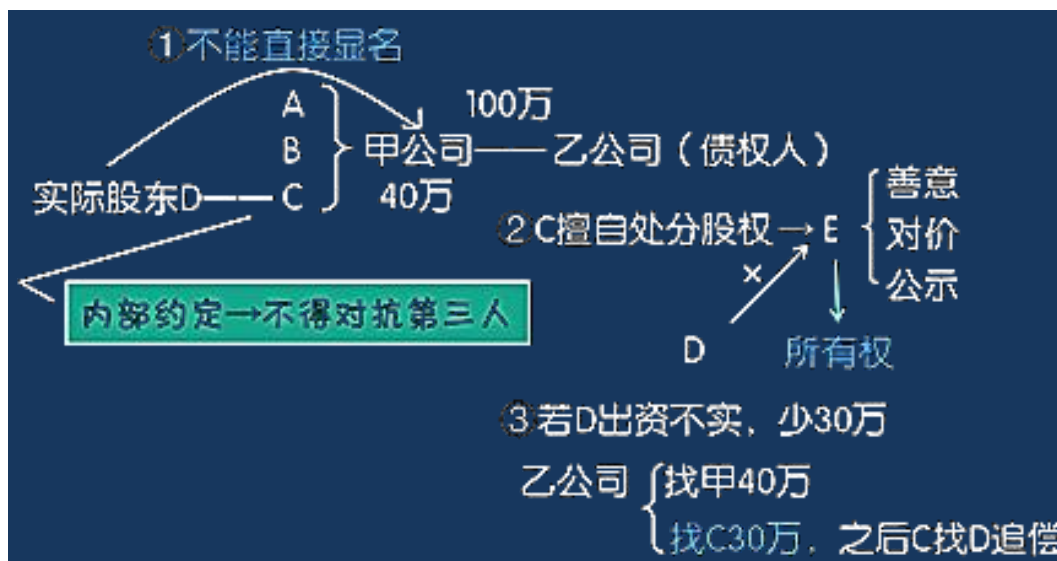 ①不能直接显名
A
B
C
100万
甲公司——乙公司（债权人）
40万
实际股东D——C
内部约定→不得对抗第三人
②C擅自处分股权→E
善意
对价
公示
×
D
所有权
③若D出资不实，少30万
乙公司
找甲40万
找C30万，之后C找D追偿